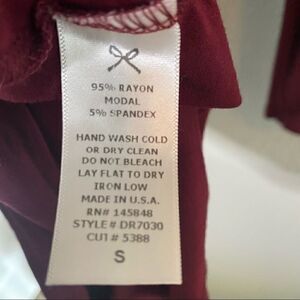 95% RAYON
MODAL
5% SPANDEX
HAND WASH COLD
OR DRY CLEAN
DO NOT BLEACH
LAY FLAT TO DRY
IRON LOW
MADE IN U.S.A.
RN# 145848
STYLE # DR7030
CUT # 5388
S